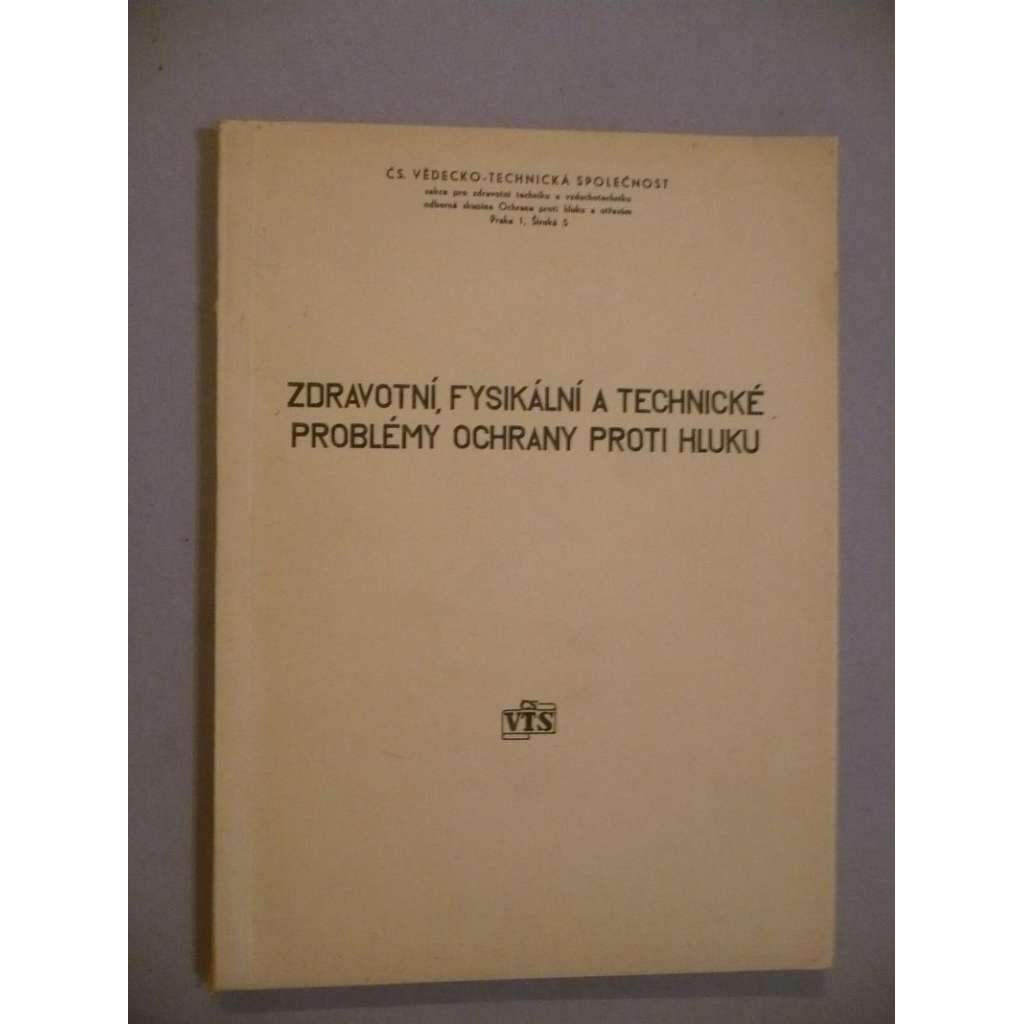 ČS. VĚDECKO-TECHNICKÁ SPOLEČNOST
sekce pro zdravotní techniku a vzduchotechniku
odborná skupina Ochrana proti hluku a otřesům
Praha 1, Široká 5
ZDRAVOTNÍ, FYSIKÁLNÍ A TECHNICKÉ
PROBLÉMY OCHRANY PROTI HLUKU
ČS
VTS